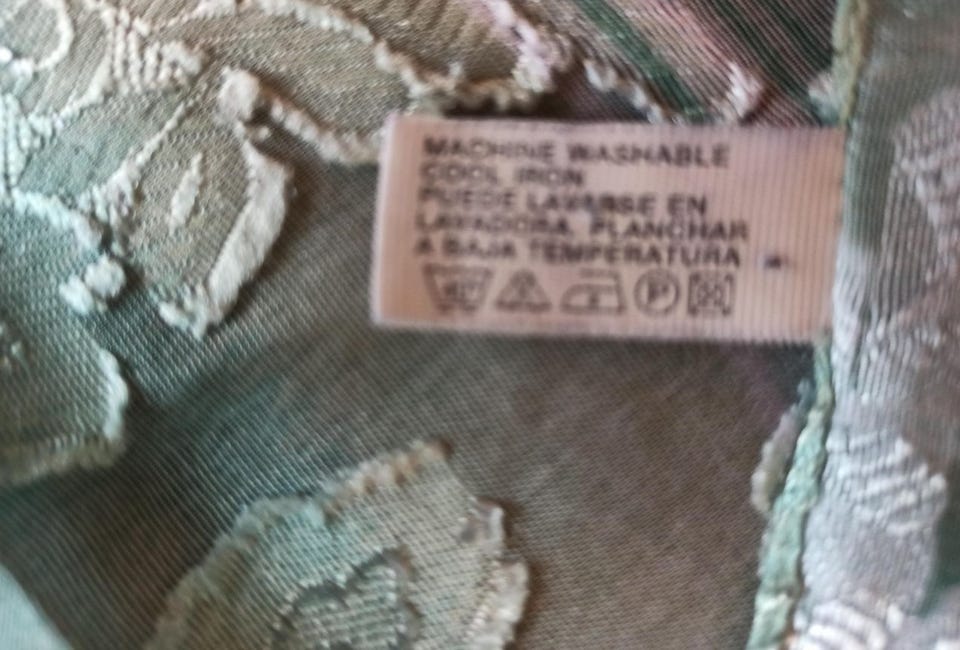 MACHINE WASHABLE
COOL IRON
PUEDE LAVARSE EN
LAVADORA. PLANCHAR
A BAJA TEMPERATURA
P